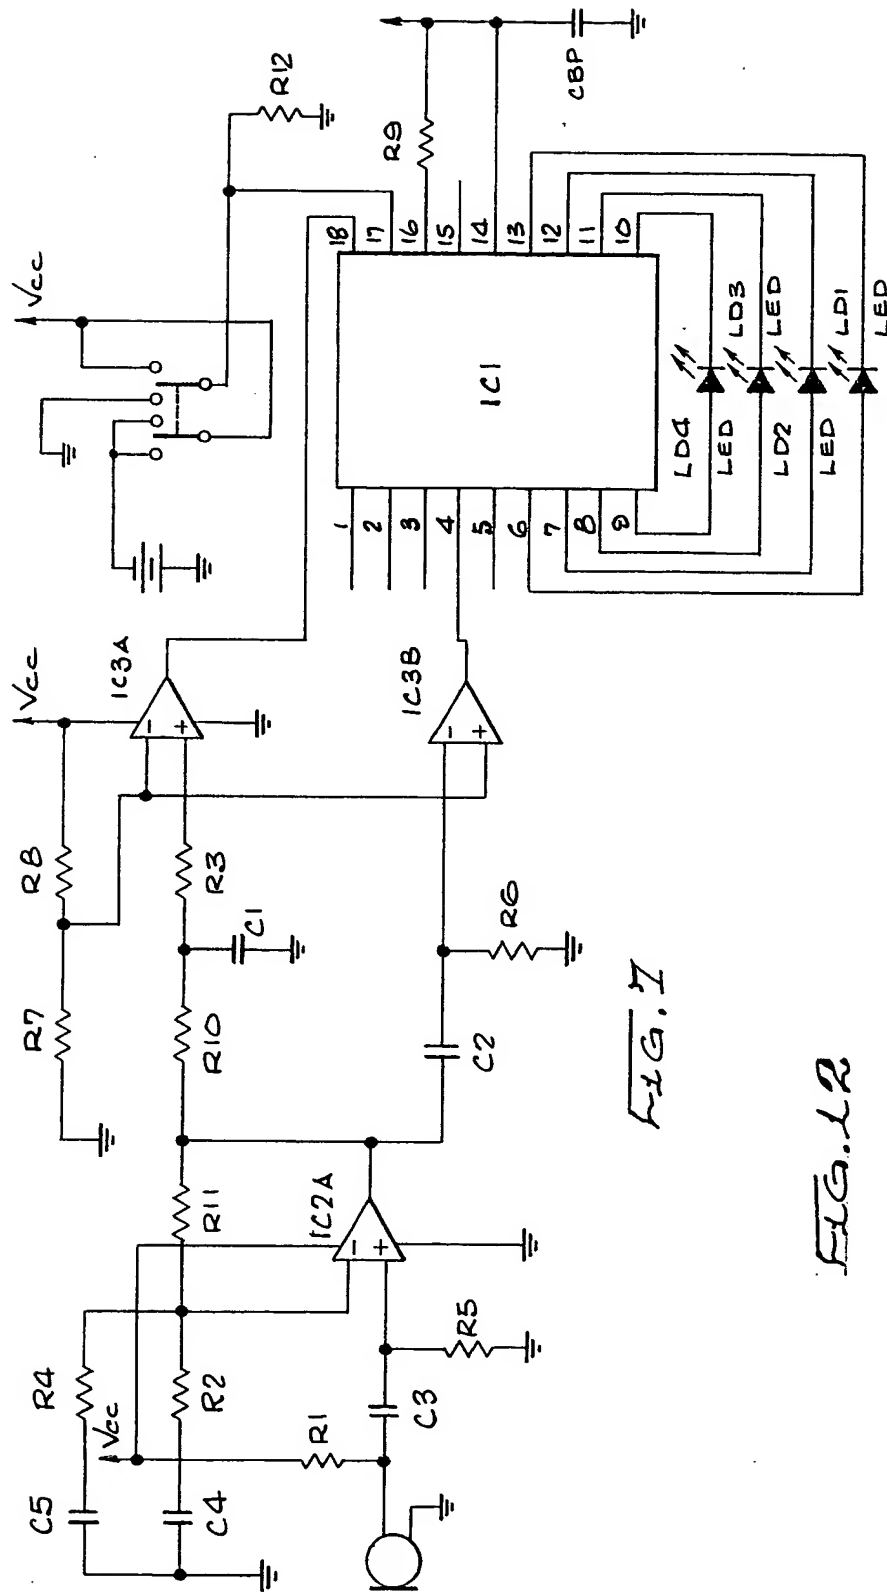 C5
R4
Vcc
C4
R2
R1
C3
R5
R11
IC2A
R7
R8
R10
R3
C1
C2
R6
Vcc
IC3A
IC3B
Vcc
R12
R9
CBP
IC1
1
2
3
4
5
6
7
8
9
18
17
16
15
14
13
12
11
10
LD4
LED
LD3
LED
LD2
LED
LD1
LED
FIG. 7
FIG. 12